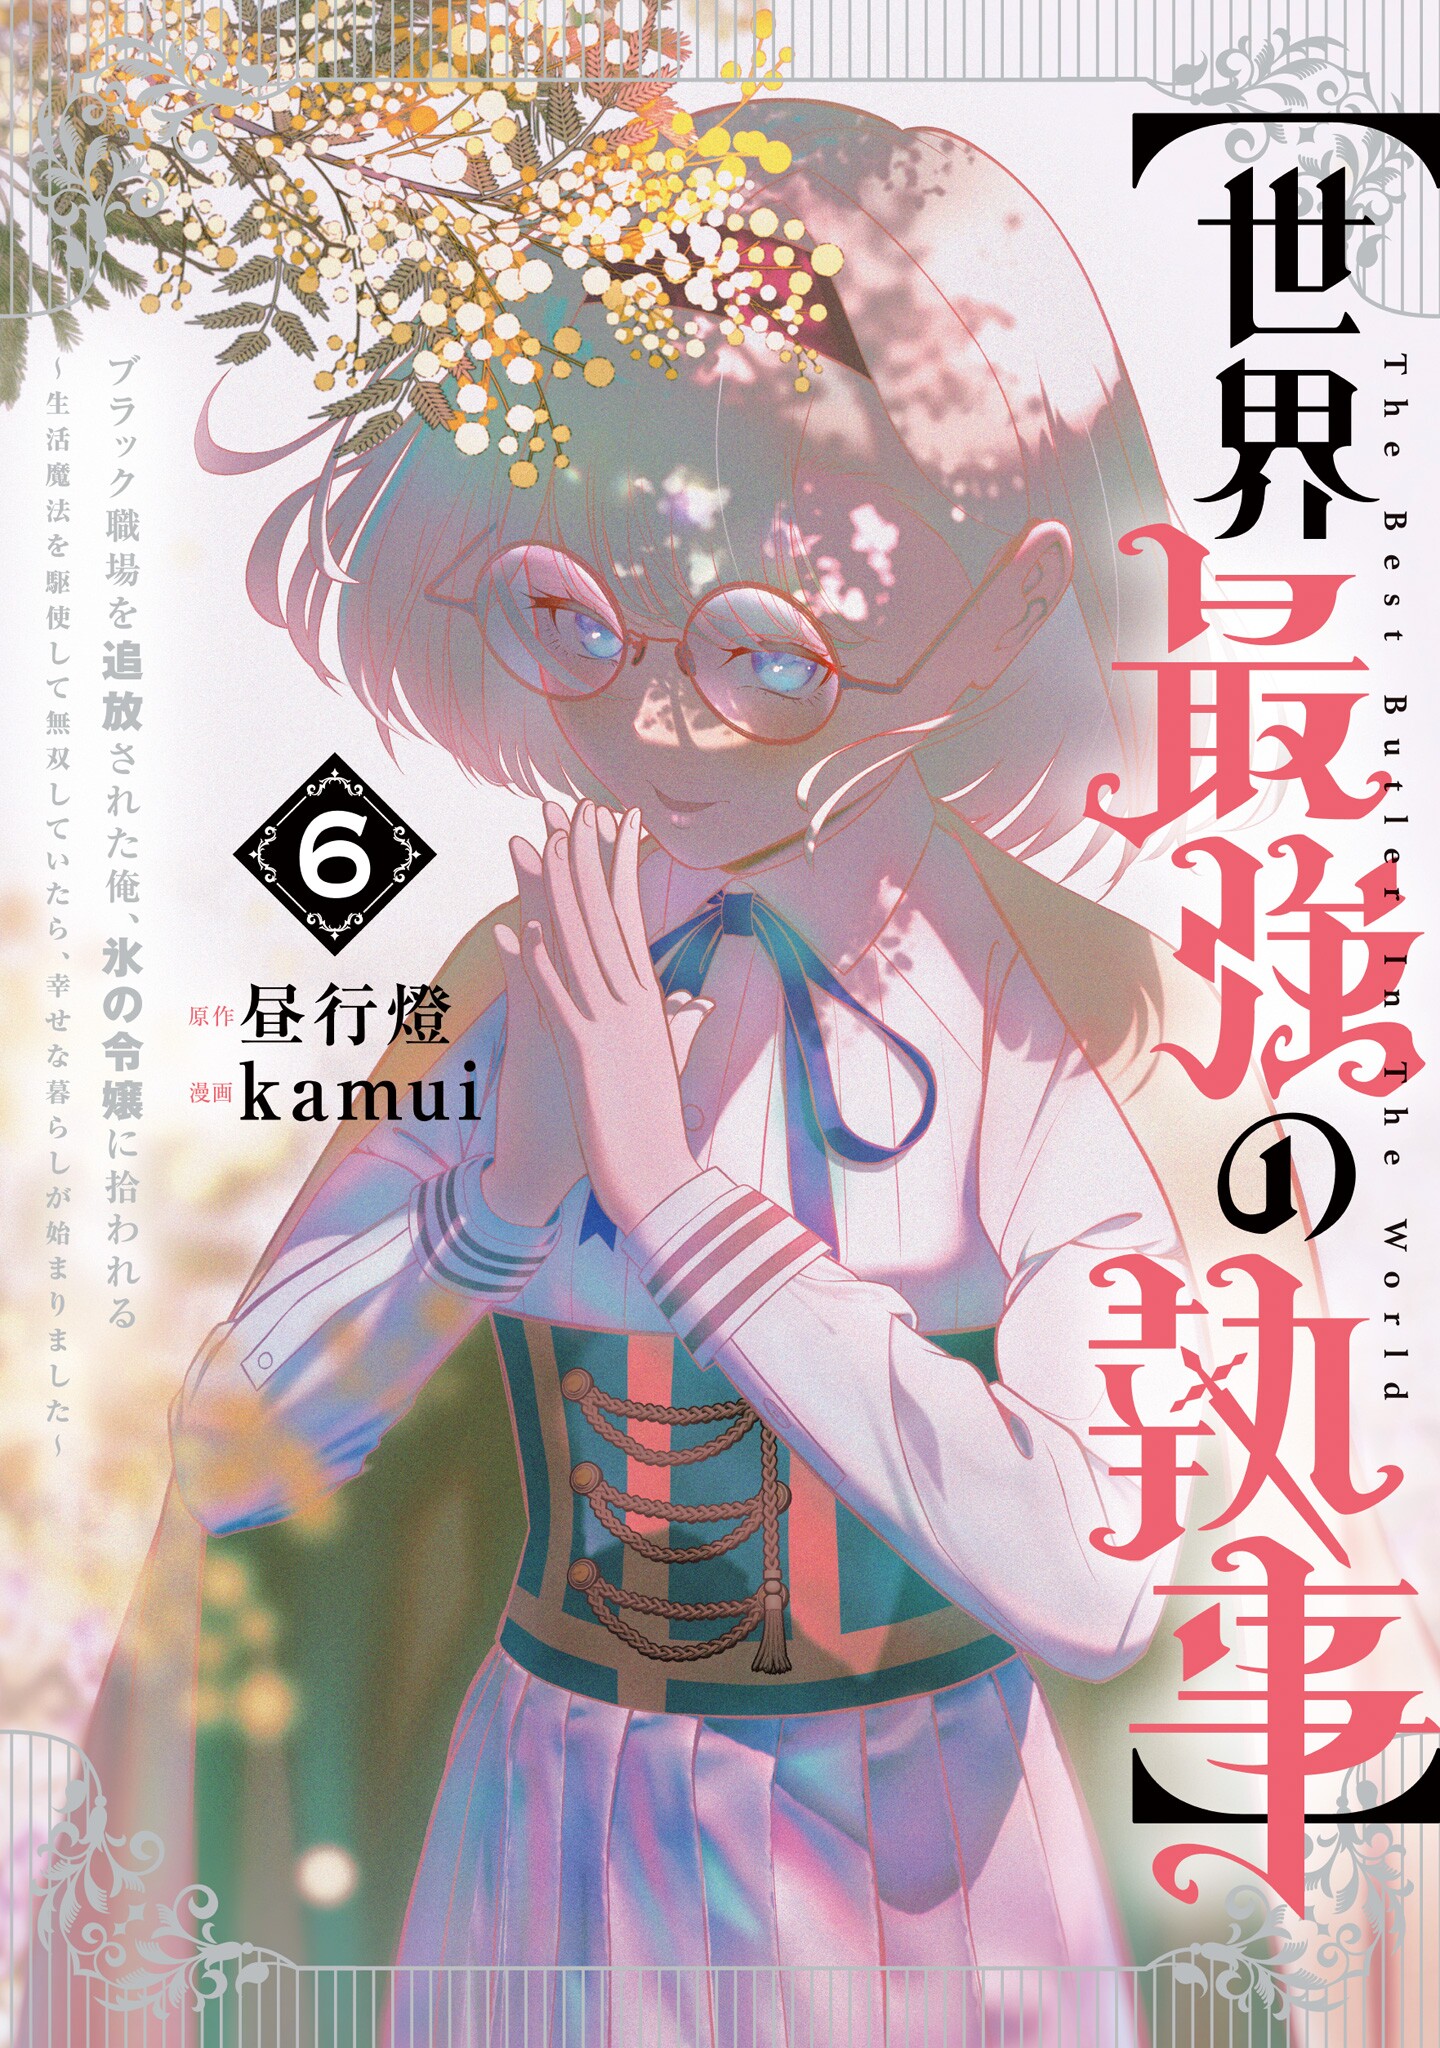 【世界最強の執事】
The Best Butler In The World
ブラック職場を追放された俺、氷の令嬢に拾われる
～生活魔法を駆使して無双していたら、幸せな暮らしが始まりました～
6
原作 昼行燈
漫画 kamui